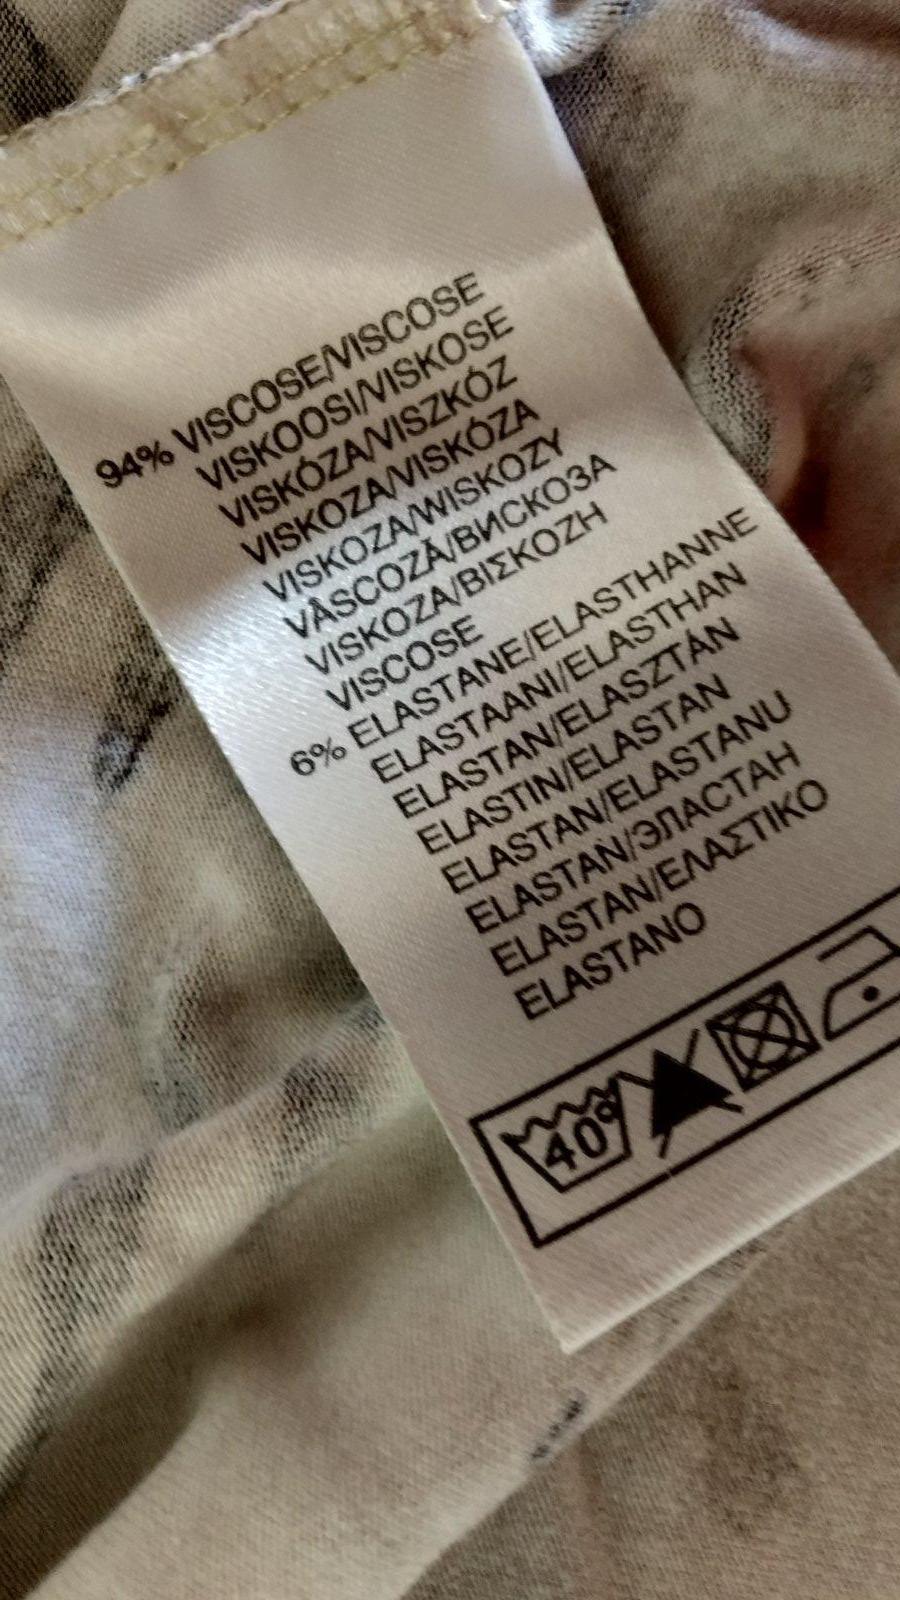 94% VISCOSE/VISCOSE
VISKOOSI/VISKOSE
VISKÓZA/VISZKÓZ
VISKOZA/VISKÓZA
VISKOZA/WISKOZY
VÂSCOZĂ/ВИСКОЗА
VISKOZA/ΒΙΣΚΟΖΗ
VISCOSE
6% ELASTANE/ELASTHANNE
ELASTAANI/ELASTHAN
ELASTAN/ELASZTÁN
ELASTIN/ELASTAN
ELASTAN/ELASTANU
ELASTAN/ЭЛАСТАН
ELASTAN/ΕΛΑΣΤΙΚΟ
ELASTANO
40°